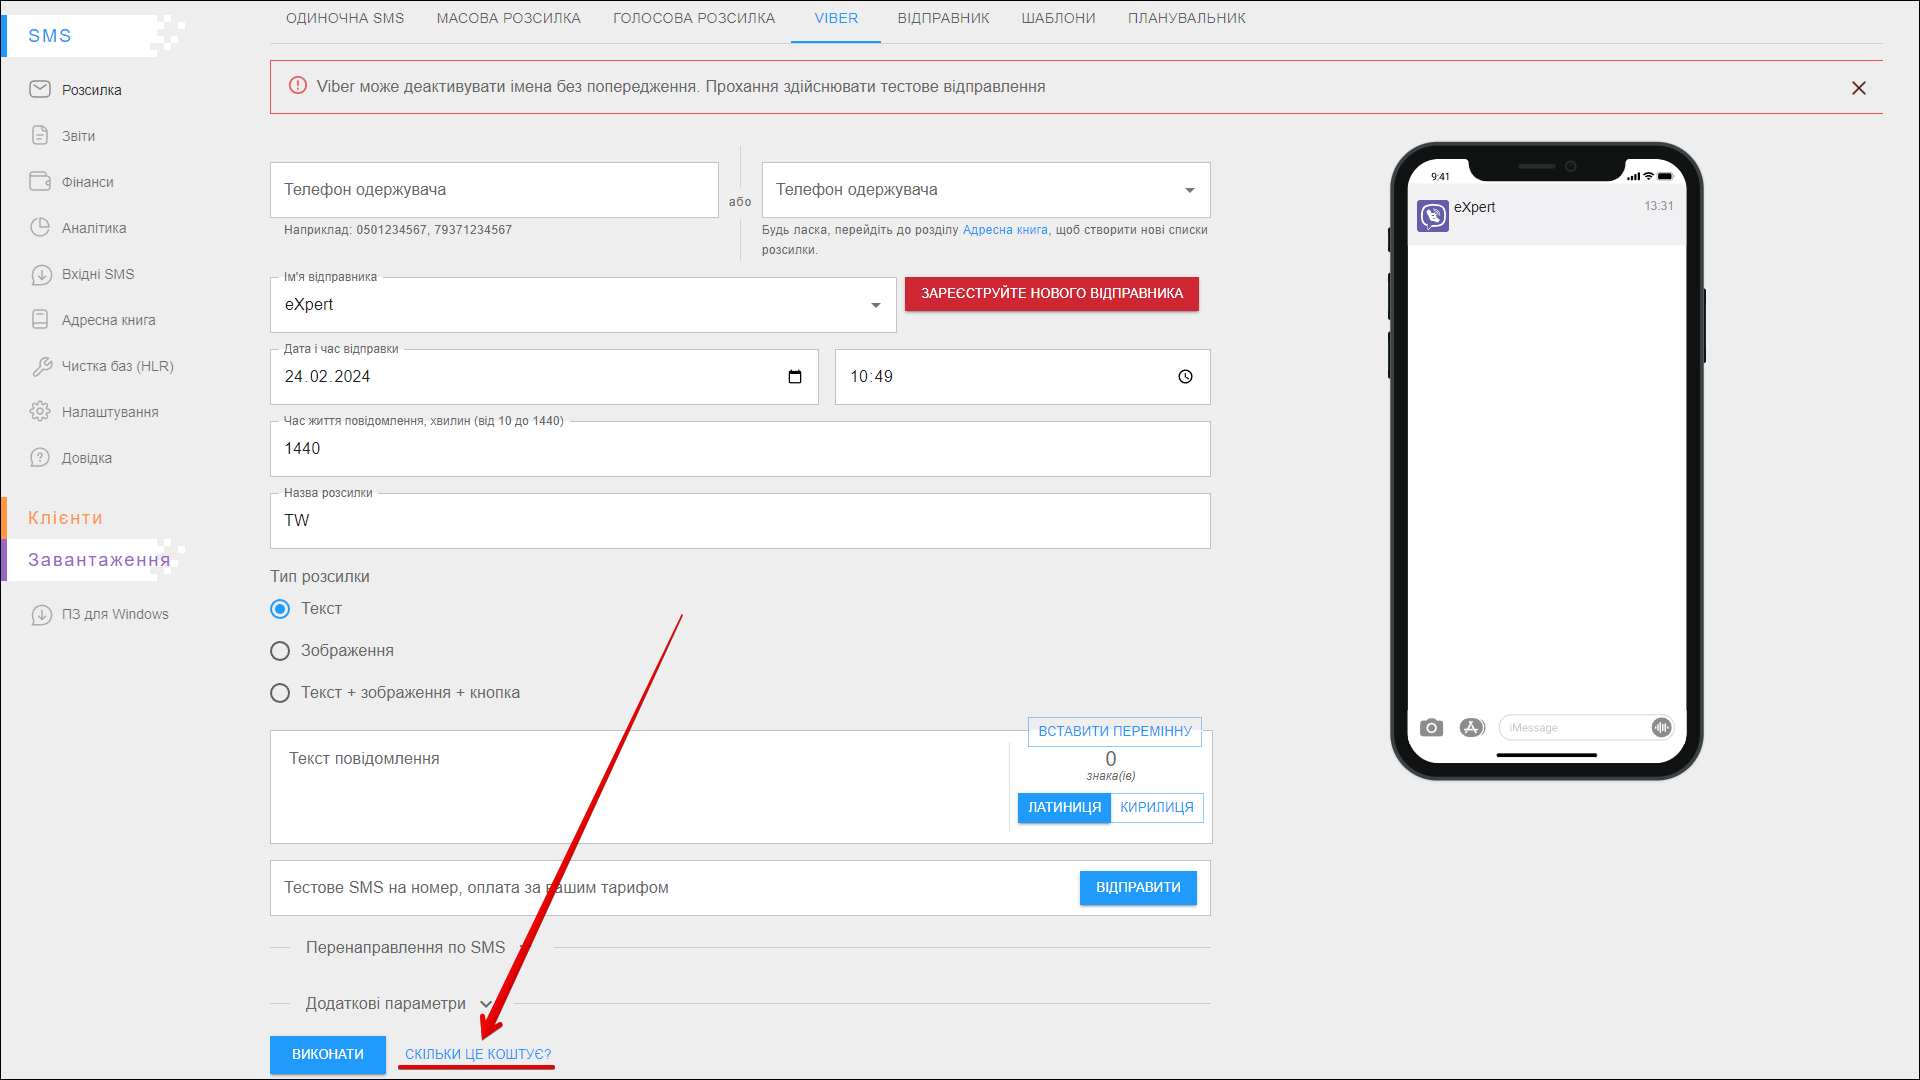 ОДИНОЧНА SMS
МАСОВА РОЗСИЛКА
ГОЛОСОВА РОЗСИЛКА
VIBER
ВІДПРАВНИК
ШАБЛОНИ
ПЛАНУВАЛЬНИК
SMS
Розсилка
Звіти
Фінанси
Аналітика
Вхідні SMS
Адресна книга
Чистка баз (HLR)
Налаштування
Довідка
Клієнти
Завантаження
ПЗ для Windows
Viber може деактивувати імена без попередження. Прохання здійснювати тестове відправлення
Телефон одержувача
Наприклад: 0501234567, 79371234567
або
Телефон одержувача
Будь ласка, перейдіть до розділу Адресна книга, щоб створити нові списки
розсилки.
Ім'я відправника
eXpert
ЗАРЕЄСТРУЙТЕ НОВОГО ВІДПРАВНИКА
Дата і час відправки
24.02.2024
10:49
Час життя повідомлення, хвилин (від 10 до 1440)
1440
Назва розсилки
TW
Тип розсилки
Текст
Зображення
Текст + зображення + кнопка
Текст повідомлення
ВСТАВИТИ ПЕРЕМІННУ
0
знака(ів)
ЛАТИНИЦЯ
КИРИЛИЦЯ
Тестове SMS на номер, оплата за вашим тарифом
ВІДПРАВИТИ
Перенаправлення по SMS
Додаткові параметри
ВИКОНАТИ
СКІЛЬКИ ЦЕ КОШТУЄ?
9:41
eXpert
13:31
iMessage